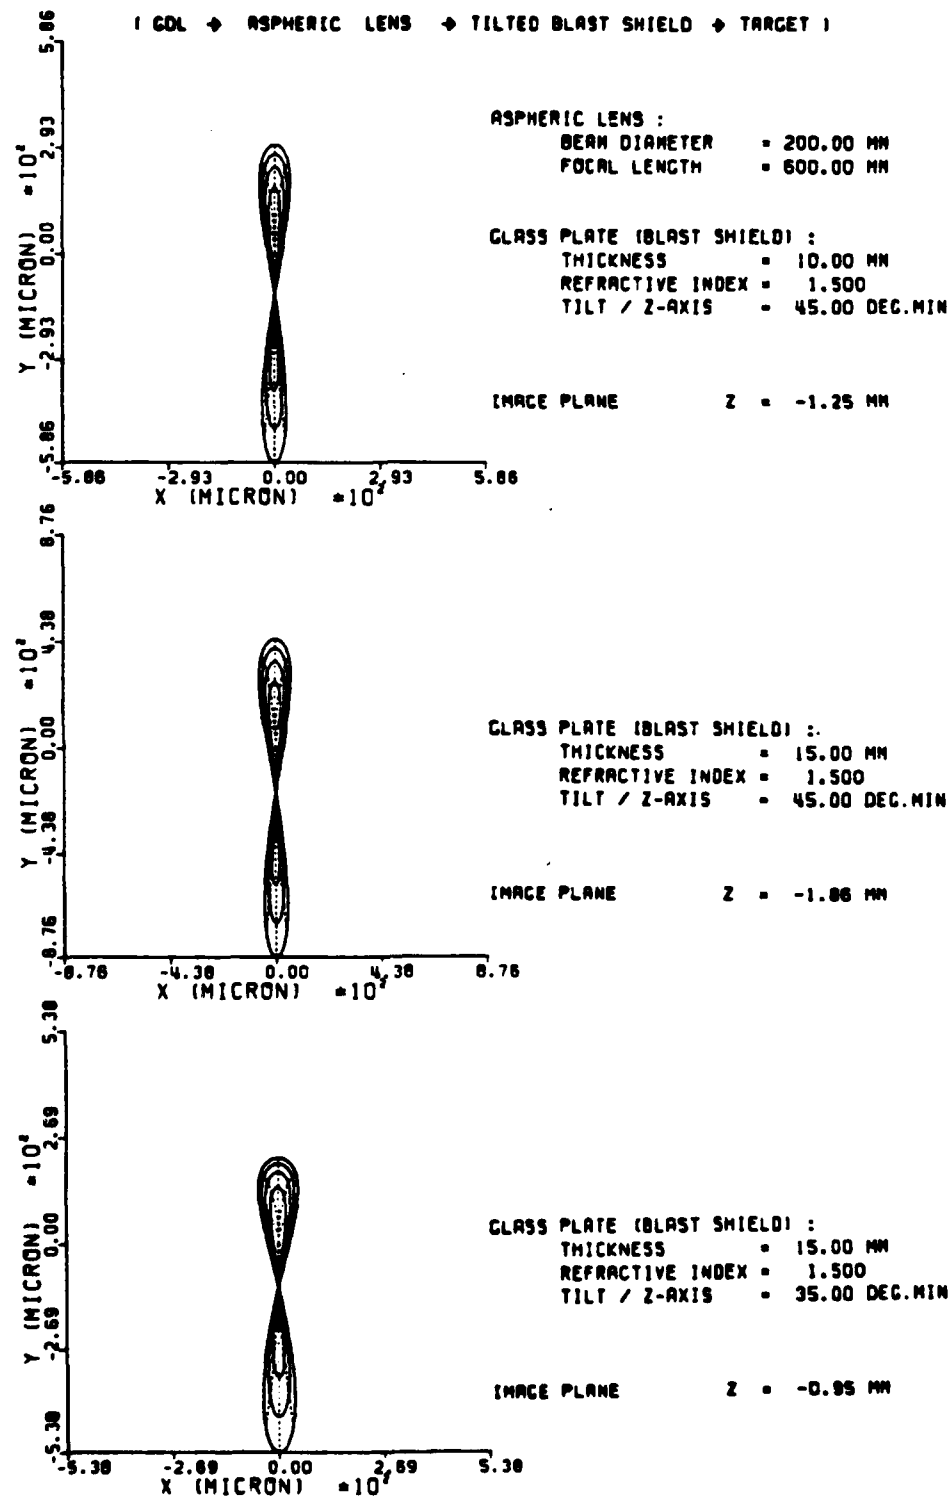 ( GDL → ASPHERIC LENS → TILTED BLAST SHIELD → TARGET )
ASPHERIC LENS :
BEAM DIAMETER = 200.00 MM
FOCAL LENGTH = 600.00 MM
GLASS PLATE (BLAST SHIELD) :
THICKNESS = 10.00 MM
REFRACTIVE INDEX = 1.500
TILT / Z-AXIS = 45.00 DEG.MIN
IMAGE PLANE Z = -1.25 MM
Y (MICRON) *10²
5.86
2.93
0.00
-2.93
-5.86
-5.86 -2.93 0.00 2.93 5.86
X (MICRON) *10²
GLASS PLATE (BLAST SHIELD) :
THICKNESS = 15.00 MM
REFRACTIVE INDEX = 1.500
TILT / Z-AXIS = 45.00 DEG.MIN
IMAGE PLANE Z = -1.86 MM
Y (MICRON) *10²
8.76
4.38
0.00
-4.38
-8.76
-8.76 -4.38 0.00 4.38 8.76
X (MICRON) *10²
GLASS PLATE (BLAST SHIELD) :
THICKNESS = 15.00 MM
REFRACTIVE INDEX = 1.500
TILT / Z-AXIS = 35.00 DEG.MIN
IMAGE PLANE Z = -0.95 MM
Y (MICRON) *10²
5.38
2.69
0.00
-2.69
-5.38
-5.38 -2.69 0.00 2.69 5.38
X (MICRON) *10²